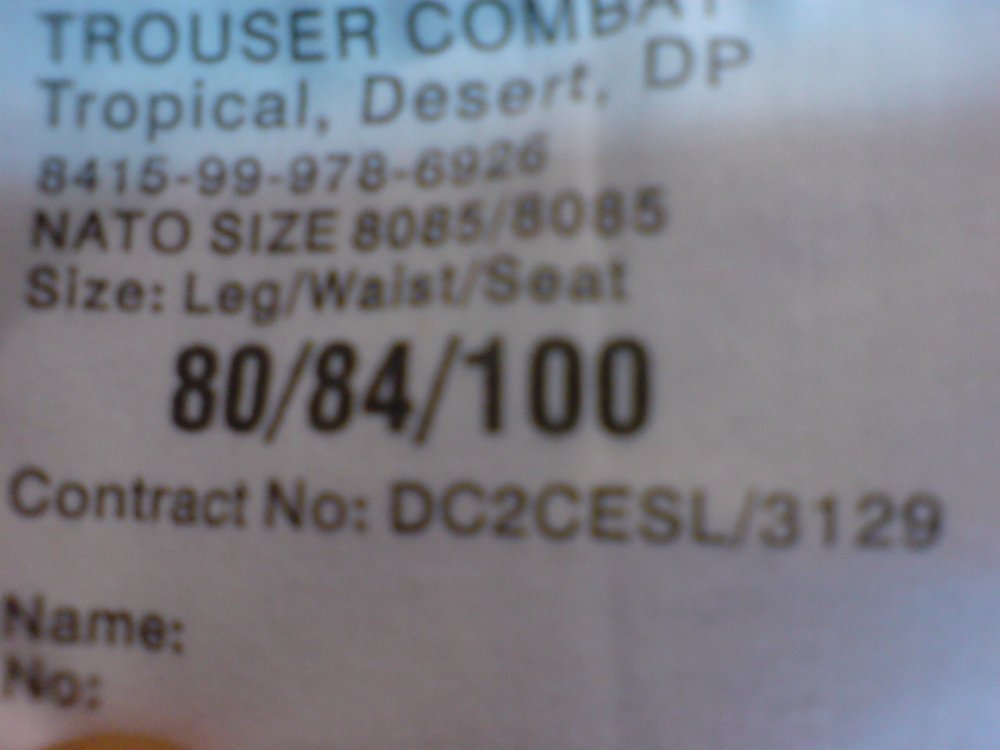 TROUSER COMBAT
Tropical, Desert, DP
8415-99-978-6926
NATO SIZE 8085/8085
Size: Leg/Waist/Seat
80/84/100
Contract No: DC2CESL/3129
Name:
No: